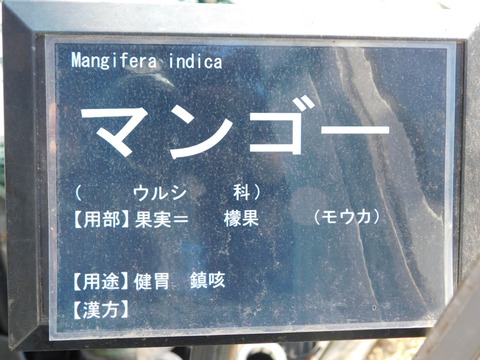 Mangifera indica
マンゴー
（　ウルシ　科）
【用部】果実＝　檬果　（モウカ）
【用途】健胃　鎮咳
【漢方】